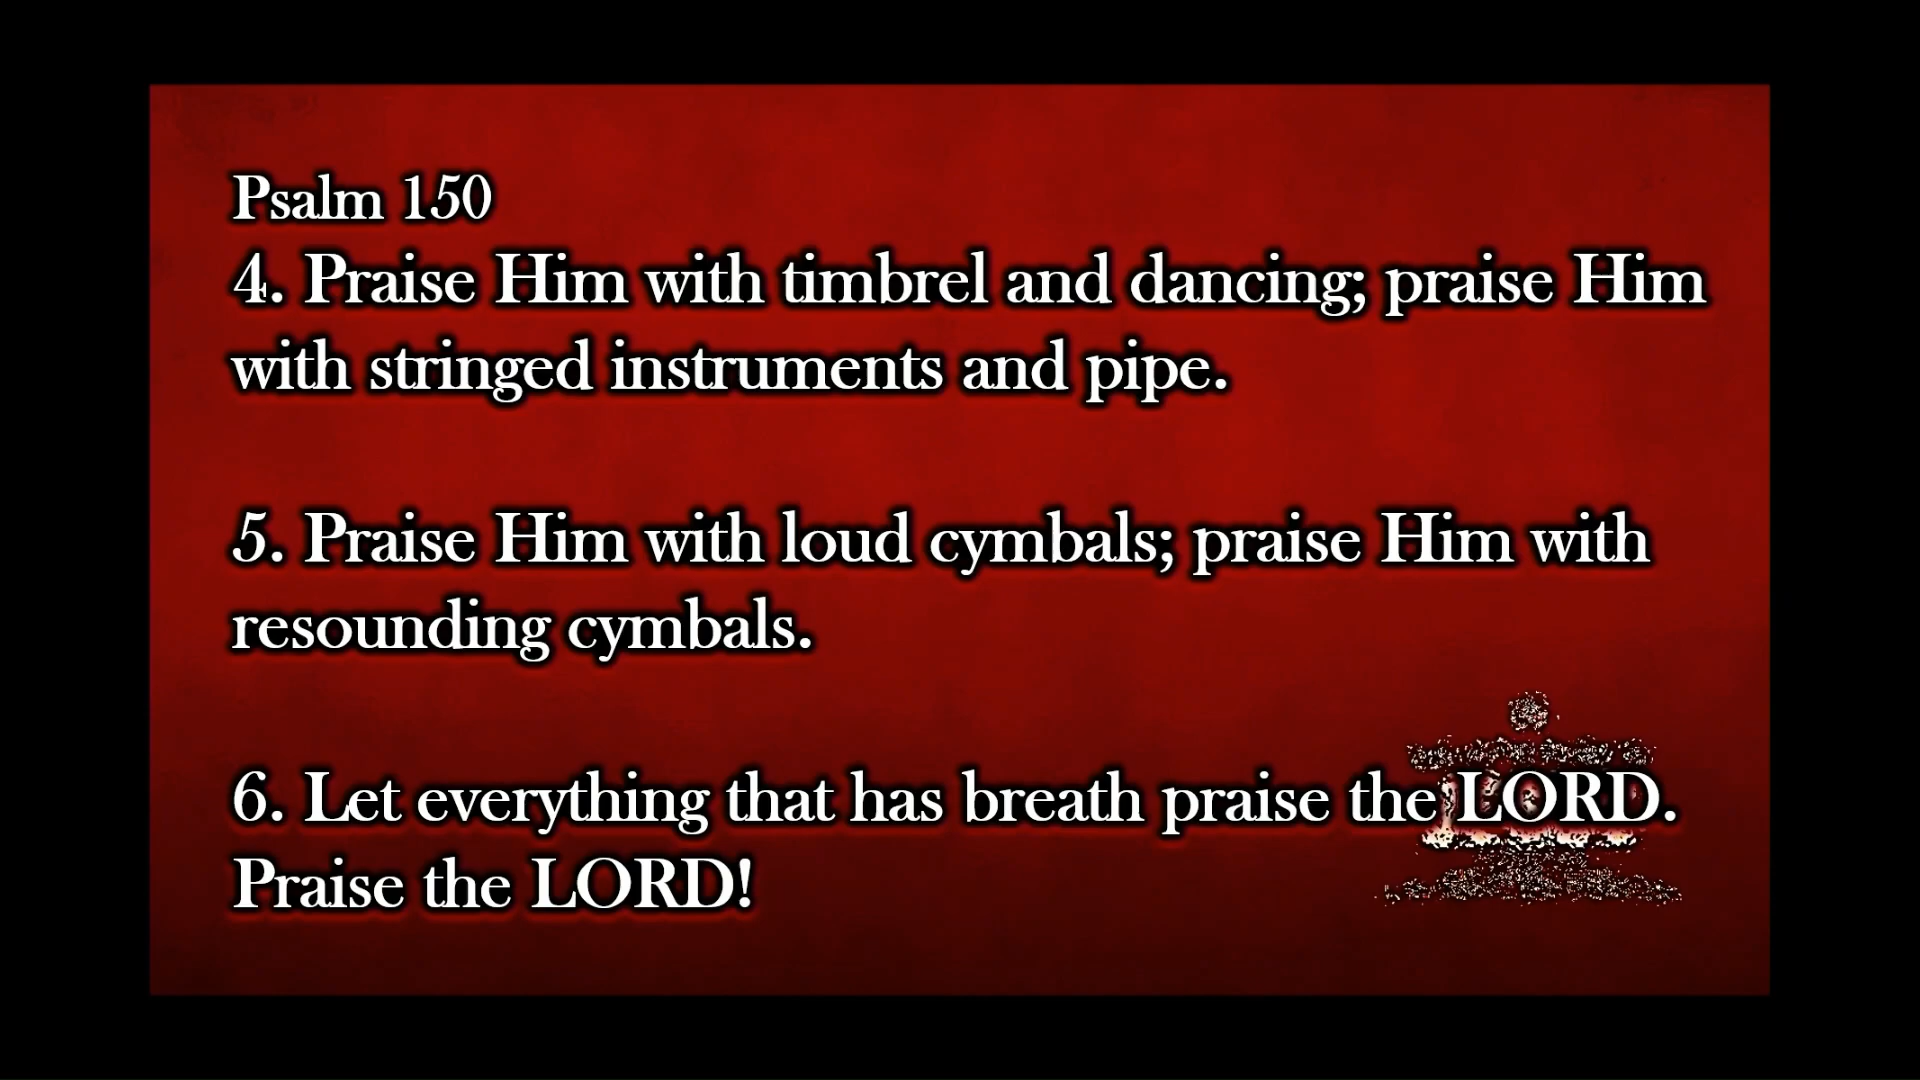 Psalm 150
4. Praise Him with timbrel and dancing; praise Him
with stringed instruments and pipe.
5. Praise Him with loud cymbals; praise Him with
resounding cymbals.
6. Let everything that has breath praise the LORD.
Praise the LORD!